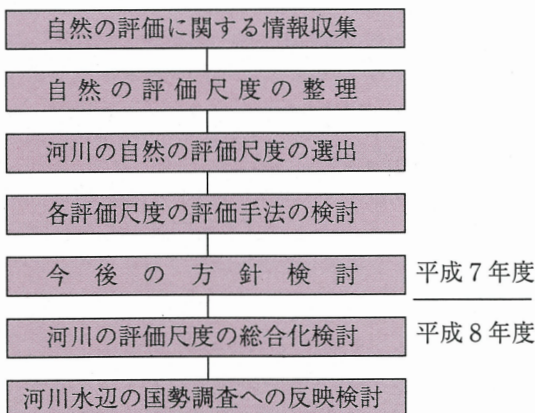 自然の評価に関する情報収集
自然の評価尺度の整理
河川の自然の評価尺度の選出
各評価尺度の評価手法の検討
今後の方針検討
平成7年度
河川の評価尺度の総合化検討
平成8年度
河川水辺の国勢調査への反映検討